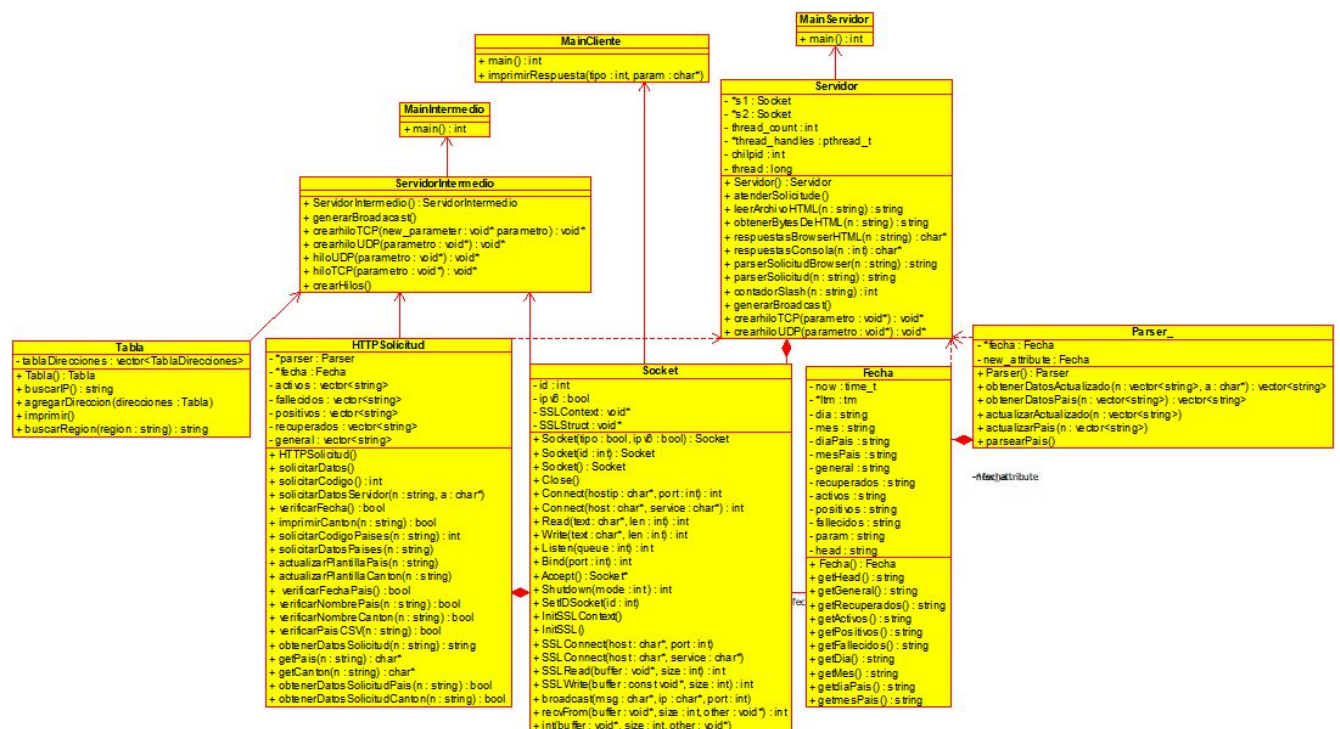 MainServidor
+ main() : int
MainCliente
+ main() : int
+ imprimirRespuesta(tipo : int, param : char*)
MainIntermedio
+ main() : int
Servidor
- *s1 : Socket
- *s2 : Socket
- thread_count : int
- *thread_handles : pthread_t
- chilpid : int
- thread : long
+ Servidor() : Servidor
+ atenderSolicitude()
+ leerArchivoHTML(n : string) : string
+ obtenerBytesDeHTML(n : string) : string
+ respuestasBrowserHTML(n : string) : char*
+ respuestasConsola(n : int) : char*
+ parserSolicitudBrowser(n : string) : string
+ parserSolicitud(n : string) : string
+ contadorSlash(n : string) : int
+ generarBroadcast()
+ crearhiloTCP(parametro : void*) : void*
+ crearhiloUDP(parametro : void*) : void*
ServidorIntermedio
+ ServidorIntermedio() : ServidorIntermedio
+ generarBroadacast()
+ crearhiloTCP(new_parameter : void* parametro) : void*
+ crearhiloUDP(parametro : void*) : void*
+ hiloUDP(parametro : void*) : void*
+ hiloTCP(parametro : void*) : void*
+ crearHilos()
Tabla
- tablaDirecciones : vector<TablaDirecciones>
+ Tabla() : Tabla
+ buscarIP() : string
+ agregarDireccion(direcciones : Tabla)
+ imprimir()
+ buscarRegion(region : string) : string
HTTPSolicitud
- *parser : Parser
- *fecha : Fecha
- activos : vector<string>
- fallecidos : vector<string>
- positivos : vector<string>
- recuperados : vector<string>
- general : vector<string>
+ HTTPSolicitud()
+ solicitarDatos()
+ solicitarCodigo() : int
+ solicitarDatosServidor(n : string, a : char*)
+ verificarFecha() : bool
+ imprimirCanton(n : string) : bool
+ solicitarCodigoPaises(n : string) : int
+ solicitarDatosPaises(n : string)
+ actualizarPlantillaPais(n : string)
+ actualizarPlantillaCanton(n : string)
+ verificarFechaPais() : bool
+ verificarNombrePais(n : string) : bool
+ verificarNombreCanton(n : string) : bool
+ verificarPaisCSV(n : string) : bool
+ obtenerDatosSolicitud(n : string) : string
+ getPais(n : string) : char*
+ getCanton(n : string) : char*
+ obtenerDatosSolicitudPais(n : string) : bool
+ obtenerDatosSolicitudCanton(n : string) : bool
Socket
- id : int
- ipv6 : bool
- SSLContext : void*
- SSLStruct : void*
+ Socket(tipo : bool, ipv6 : bool) : Socket
+ Socket(id : int) : Socket
+ Socket() : Socket
+ Close()
+ Connect(hostip : char*, port : int) : int
+ Connect(host : char*, service : char*) : int
+ Read(text : char*, len : int) : int
+ Write(text : char*, len : int) : int
+ Listen(queue : int) : int
+ Bind(port : int) : int
+ Accept() : Socket*
+ Shutdown(mode : int) : int
+ SetIDSocket(id : int)
+ InitSSLContext()
+ InitSSL()
+ SSLConnect(host : char*, port : int)
+ SSLConnect(host : char*, service : char*)
+ SSLRead(buffer : void*, size : int) : int
+ SSLWrite(buffer : const void*, size : int) : int
+ broadcast(msg : char*, ip : char*, port : int)
+ recvFrom(buffer : void*, size : int, other : void*) : int
+ int(buffer : void*, size : int, other : void*)
Fecha
- now : time_t
- *ltm : tm
- dia : string
- mes : string
- diaPais : string
- mesPais : string
- general : string
- recuperados : string
- activos : string
- positivos : string
- fallecidos : string
- param : string
- head : string
+ Fecha() : Fecha
+ getHead() : string
+ getGeneral() : string
+ getRecuperados() : string
+ getActivos() : string
+ getPositivos() : string
+ getFallecidos() : string
+ getDia() : string
+ getMes() : string
+ getdiaPais() : string
+ getmesPais() : string
Parser_
- *fecha : Fecha
- new_attribute : Fecha
+ Parser() : Parser
+ obtenerDatosActualizado(n : vector<string>, a : char*) : vector<string>
+ obtenerDatosPais(n : vector<string>) : vector<string>
+ actualizarActualizado(n : vector<string>)
+ actualizarPais(n : vector<string>)
+ parsearPais()